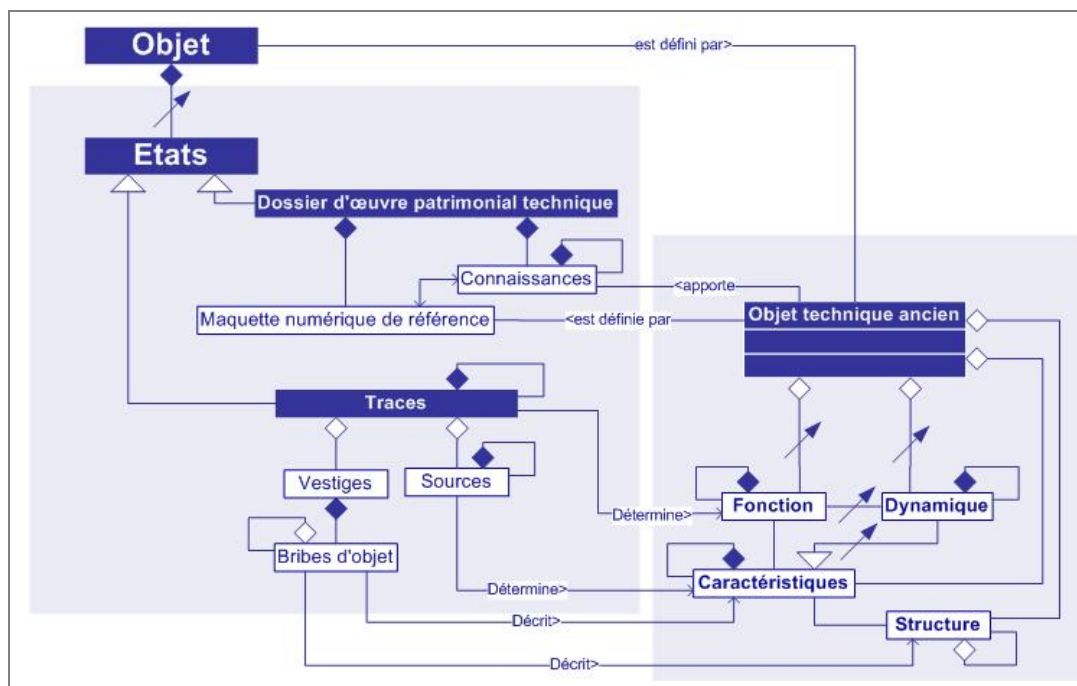 Objet
est défini par>
Etats
Dossier d'œuvre patrimonial technique
Connaissances
<apporte
Maquette numérique de référence
<est définie par
Objet technique ancien
Traces
Vestiges
Sources
Fonction
Dynamique
Détermine>
Bribes d'objet
Caractéristiques
Détermine>
Décrit>
Structure
Décrit>